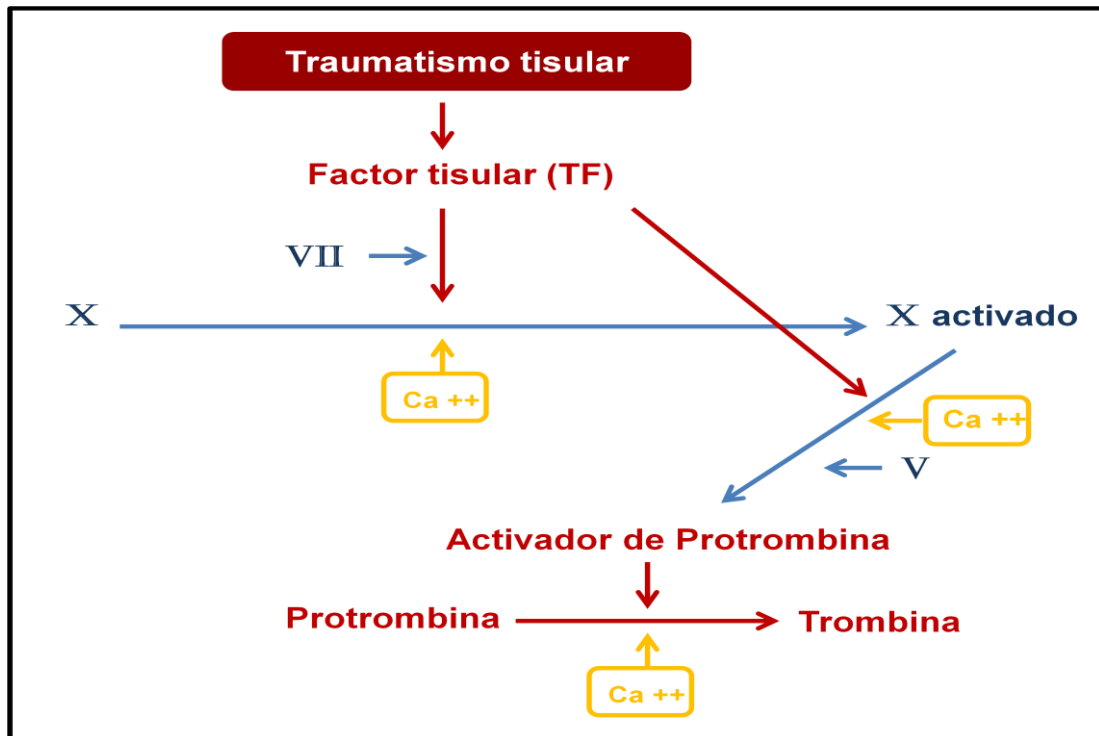 Traumatismo tisular
Factor tisular (TF)
VII
X
X activado
Ca ++
Ca ++
V
Activador de Protrombina
Protrombina
Trombina
Ca ++